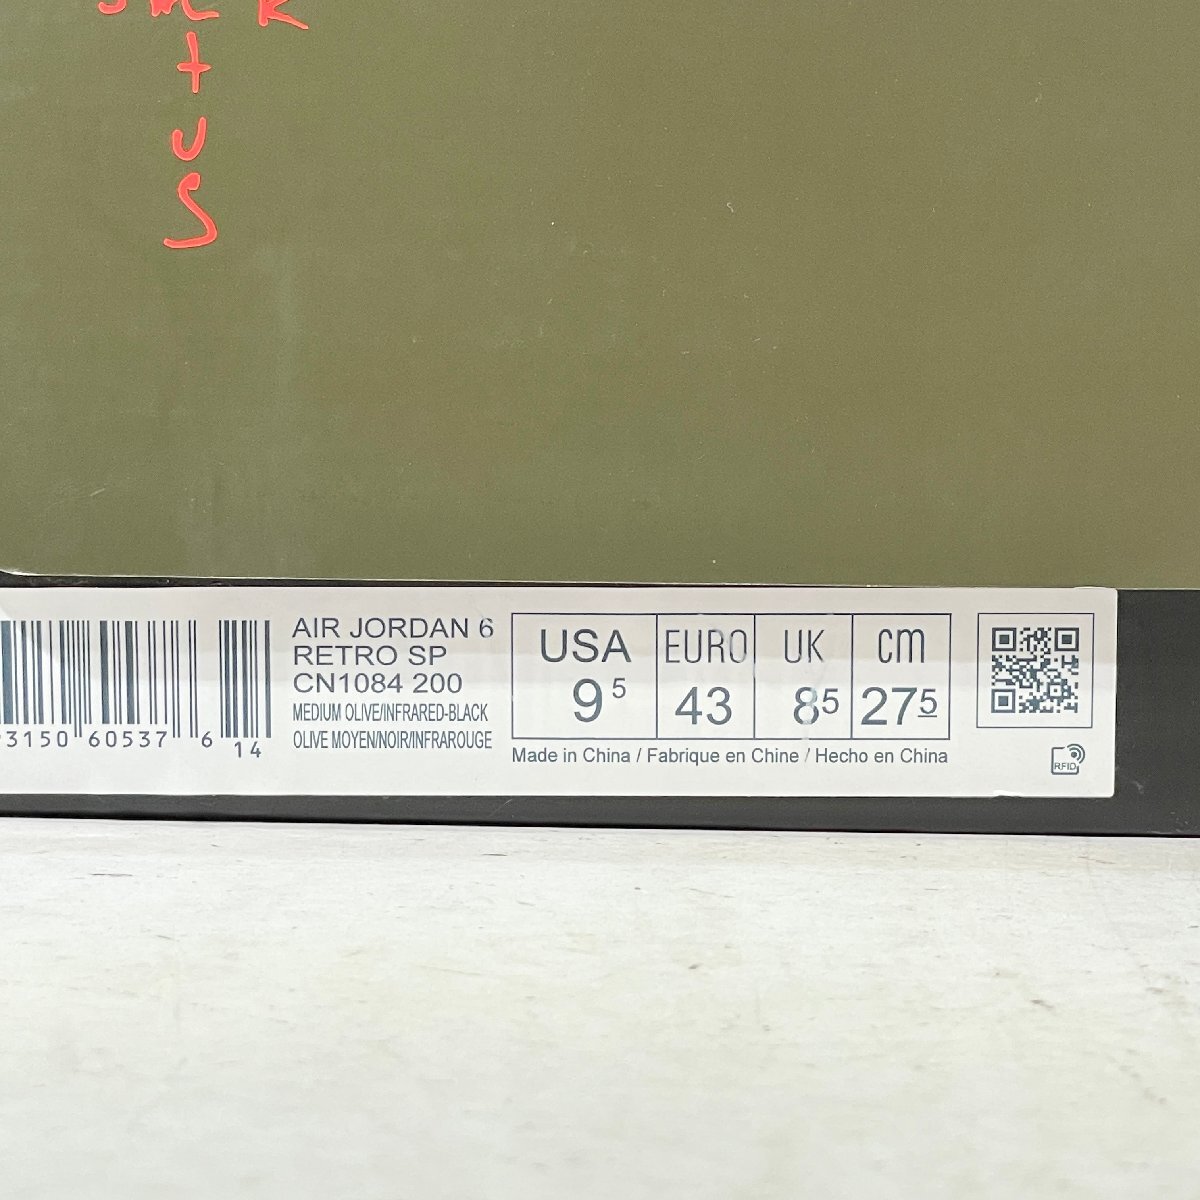 +
U
S
AIR JORDAN 6
RETRO SP
CN1084 200
MEDIUM OLIVE/INFRARED-BLACK
OLIVE MOYEN/NOIR/INFRAROUGE
3150 60537 6
14
USA EURO UK cm
9 5 43 8 5 27 5
Made in China / Fabrique en Chine / Hecho en China
RFID